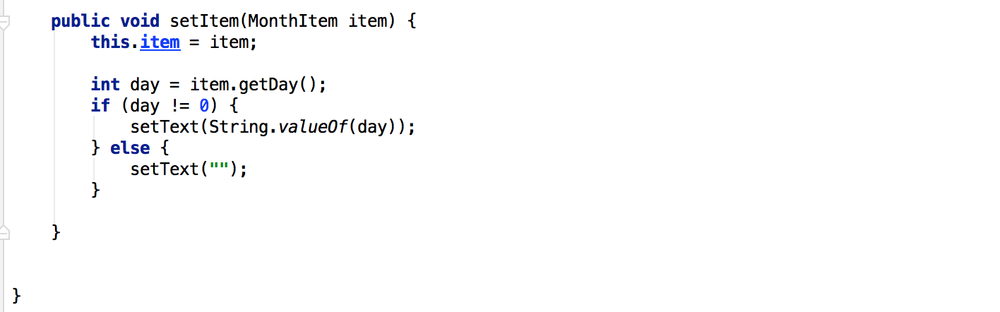 public void setItem(MonthItem item) {
this.item = item;
int day = item.getDay();
if (day != 0) {
setText(String.valueOf(day));
} else {
setText("");
}
}
}